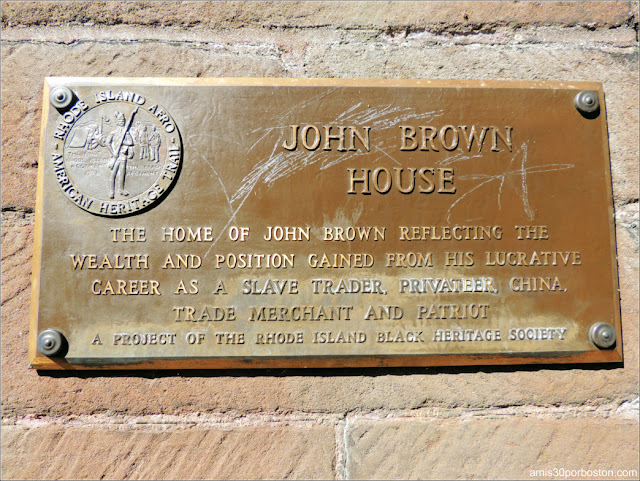 RHODE ISLAND AFRO
AMERICAN HERITAGE TRAIL
JOHN BROWN
HOUSE
THE HOME OF JOHN BROWN REFLECTING THE
WEALTH AND POSITION GAINED FROM HIS LUCRATIVE
CAREER AS A SLAVE TRADER, PRIVATEER, CHINA,
TRADE MERCHANT AND PATRIOT
A PROJECT OF THE RHODE ISLAND BLACK HERITAGE SOCIETY
amis30porboston.com